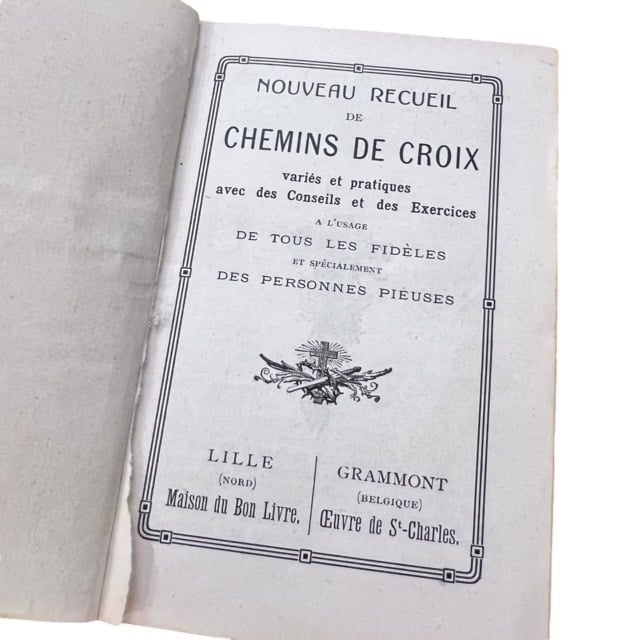 NOUVEAU RECUEIL
DE
CHEMINS DE CROIX
variés et pratiques
avec des Conseils et des Exercices
A L'USAGE
DE TOUS LES FIDÈLES
ET SPÉCIALEMENT
DES PERSONNES PIEUSES
LILLE
(NORD)
Maison du Bon Livre.
GRAMMONT
(BELGIQUE)
Œuvre de St-Charles.